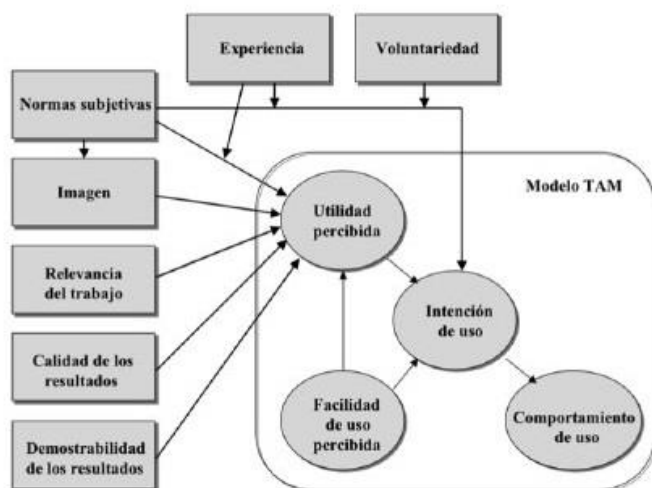 Experiencia
Voluntariedad
Normas subjetivas
Imagen
Relevancia
del trabajo
Calidad de los
resultados
Demostrabilidad
de los resultados
Modelo TAM
Utilidad
percibida
Intención
de uso
Facilidad
de uso
percibida
Comportamiento
de uso